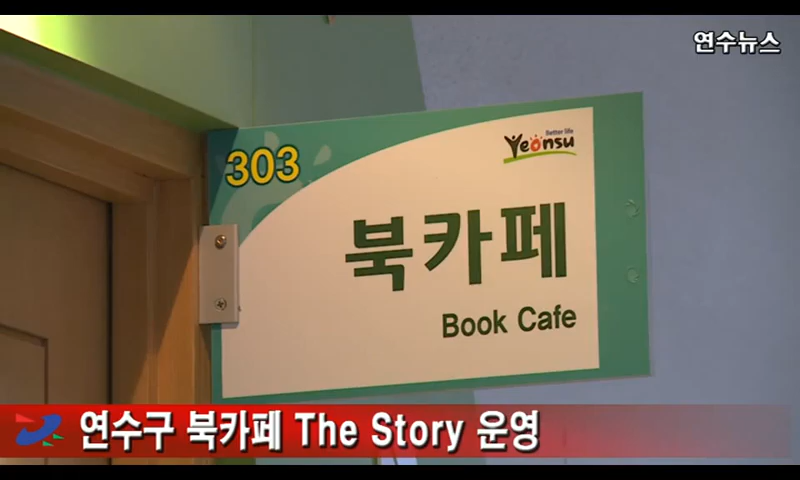 연수뉴스
303
Better life
Yeonsu
북카페
Book Cafe
연수구 북카페 The Story 운영